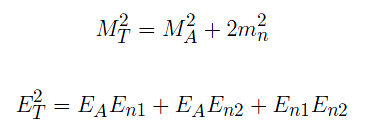 $M_T^2 = M_A^2 + 2m_n^2$
$E_T^2 = E_A E_{n1} + E_A E_{n2} + E_{n1} E_{n2}$